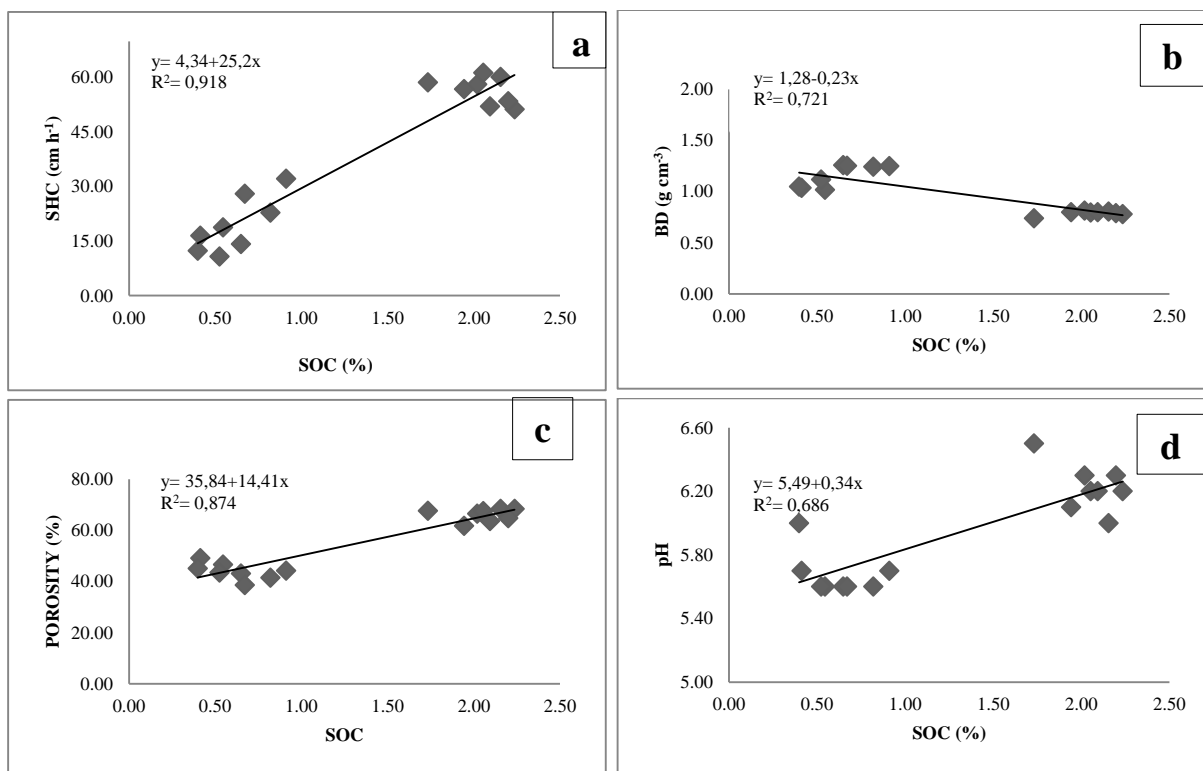 a
y= 4,34+25,2x
R²= 0,918
SHC (cm h⁻¹)
60.00
45.00
30.00
15.00
0.00
0.00 0.50 1.00 1.50 2.00 2.50
SOC (%)
b
y= 1,28-0,23x
R²= 0,721
BD (g cm⁻³)
2.00
1.50
1.00
0.50
0.00
0.00 0.50 1.00 1.50 2.00 2.50
SOC (%)
c
y= 35,84+14,41x
R²= 0,874
POROSITY (%)
80.00
60.00
40.00
20.00
0.00
0.00 0.50 1.00 1.50 2.00 2.50
SOC
d
y= 5,49+0,34x
R²= 0,686
pH
6.60
6.20
5.80
5.40
5.00
0.00 0.50 1.00 1.50 2.00 2.50
SOC (%)